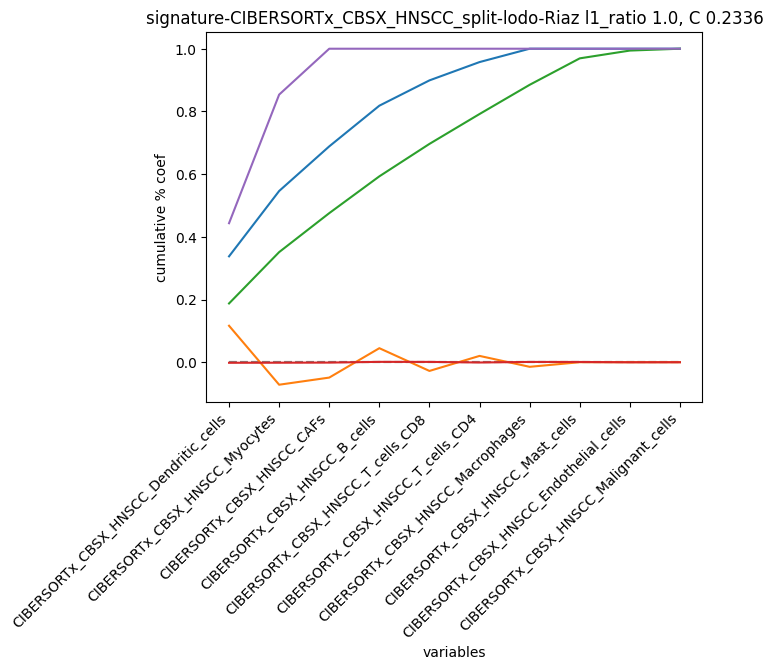 signature-CIBERSORTx_CBSX_HNSCC_split-lodo-Riaz l1_ratio 1.0, C 0.2336
1.0
0.8
0.6
0.4
0.2
0.0
cumulative % coef
CIBERSORTx_CBSX_HNSCC_Dendritic_cells
CIBERSORTx_CBSX_HNSCC_Myocytes
CIBERSORTx_CBSX_HNSCC_CAFs
CIBERSORTx_CBSX_HNSCC_B_cells
CIBERSORTx_CBSX_HNSCC_T_cells_CD8
CIBERSORTx_CBSX_HNSCC_T_cells_CD4
CIBERSORTx_CBSX_HNSCC_Macrophages
CIBERSORTx_CBSX_HNSCC_Mast_cells
CIBERSORTx_CBSX_HNSCC_Endothelial_cells
CIBERSORTx_CBSX_HNSCC_Malignant_cells
variables